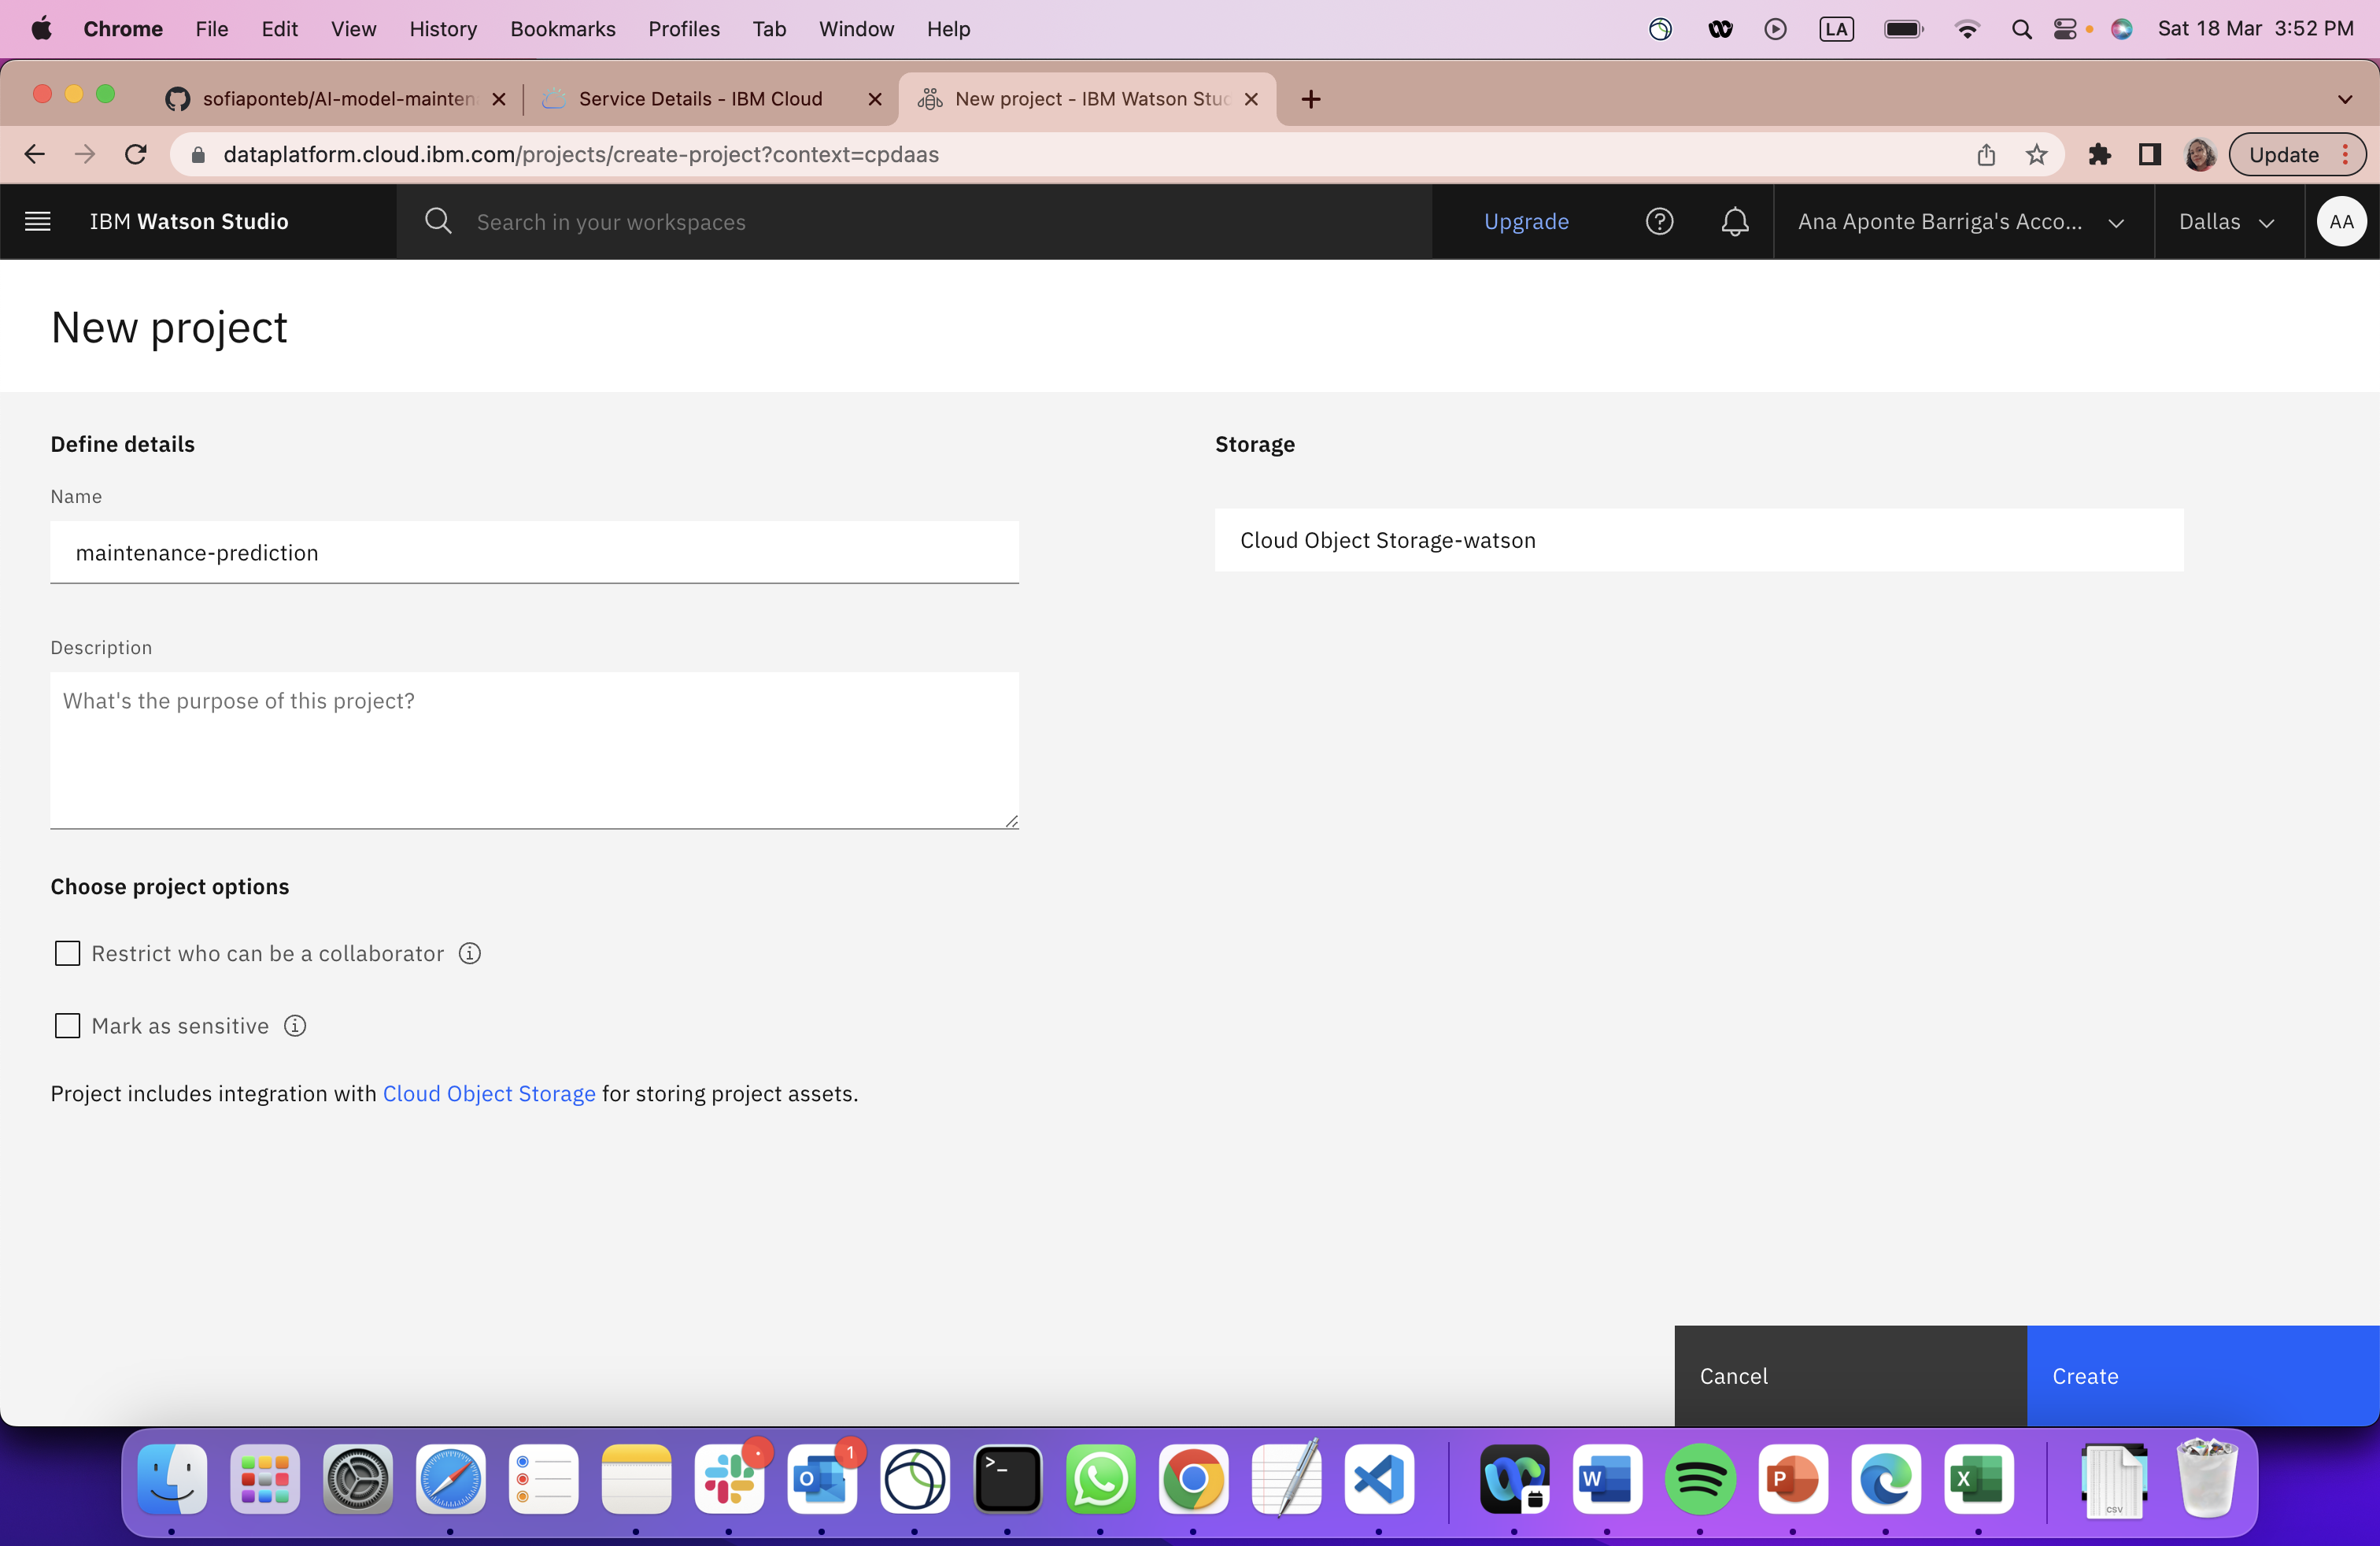 Chrome File Edit View History Bookmarks Profiles Tab Window Help LA Sat 18 Mar 3:52 PM
sofiaponteb/AI-model-mainten Service Details - IBM Cloud New project - IBM Watson Stuc
dataplatform.cloud.ibm.com/projects/create-project?context=cpdaas Update
IBM Watson Studio Search in your workspaces Upgrade Ana Aponte Barriga's Acco... Dallas AA
New project
Define details
Name
maintenance-prediction
Description
What's the purpose of this project?
Choose project options
Restrict who can be a collaborator
Mark as sensitive
Project includes integration with Cloud Object Storage for storing project assets.
Storage
Cloud Object Storage-watson
Cancel Create
1
O >_ W P X CSV